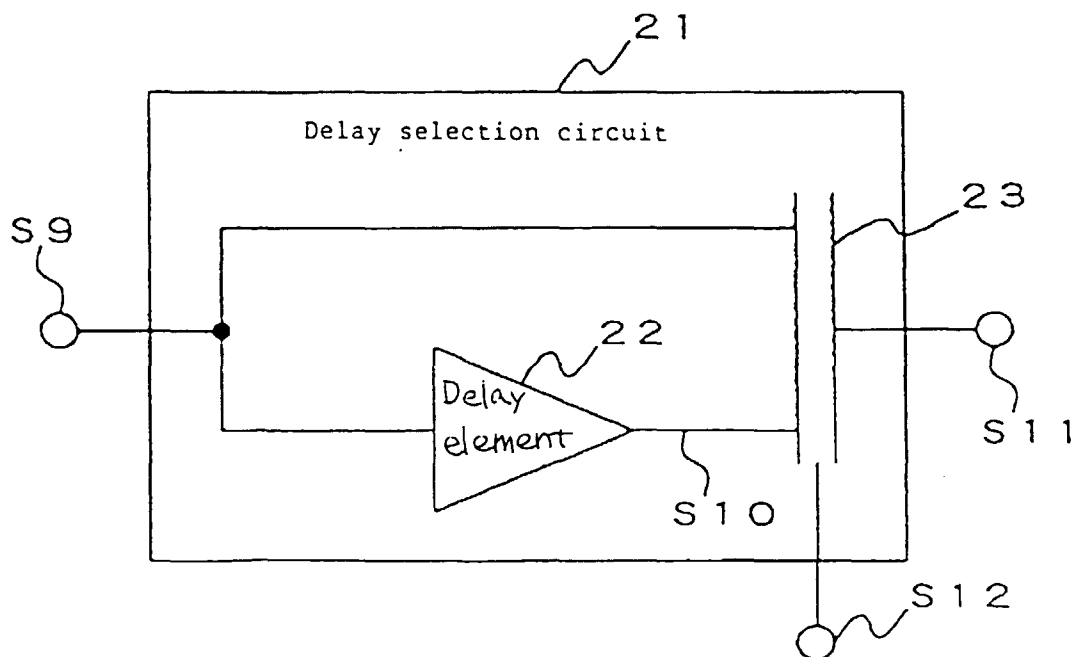 21
Delay selection circuit
23
S9
22
Delay
element
S11
S10
S12